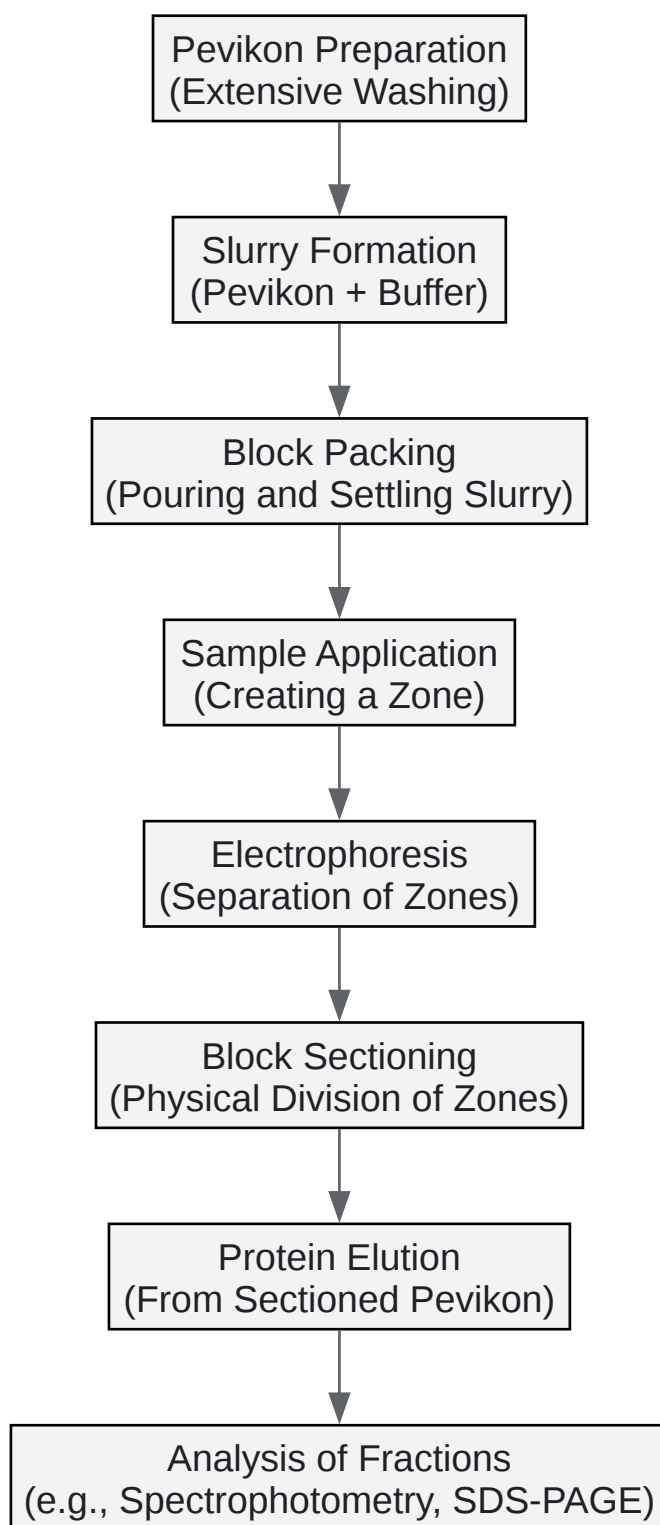 Pevikon Preparation
(Extensive Washing)
Slurry Formation
(Pevikon + Buffer)
Block Packing
(Pouring and Settling Slurry)
Sample Application
(Creating a Zone)
Electrophoresis
(Separation of Zones)
Block Sectioning
(Physical Division of Zones)
Protein Elution
(From Sectioned Pevikon)
Analysis of Fractions
(e.g., Spectrophotometry, SDS-PAGE)